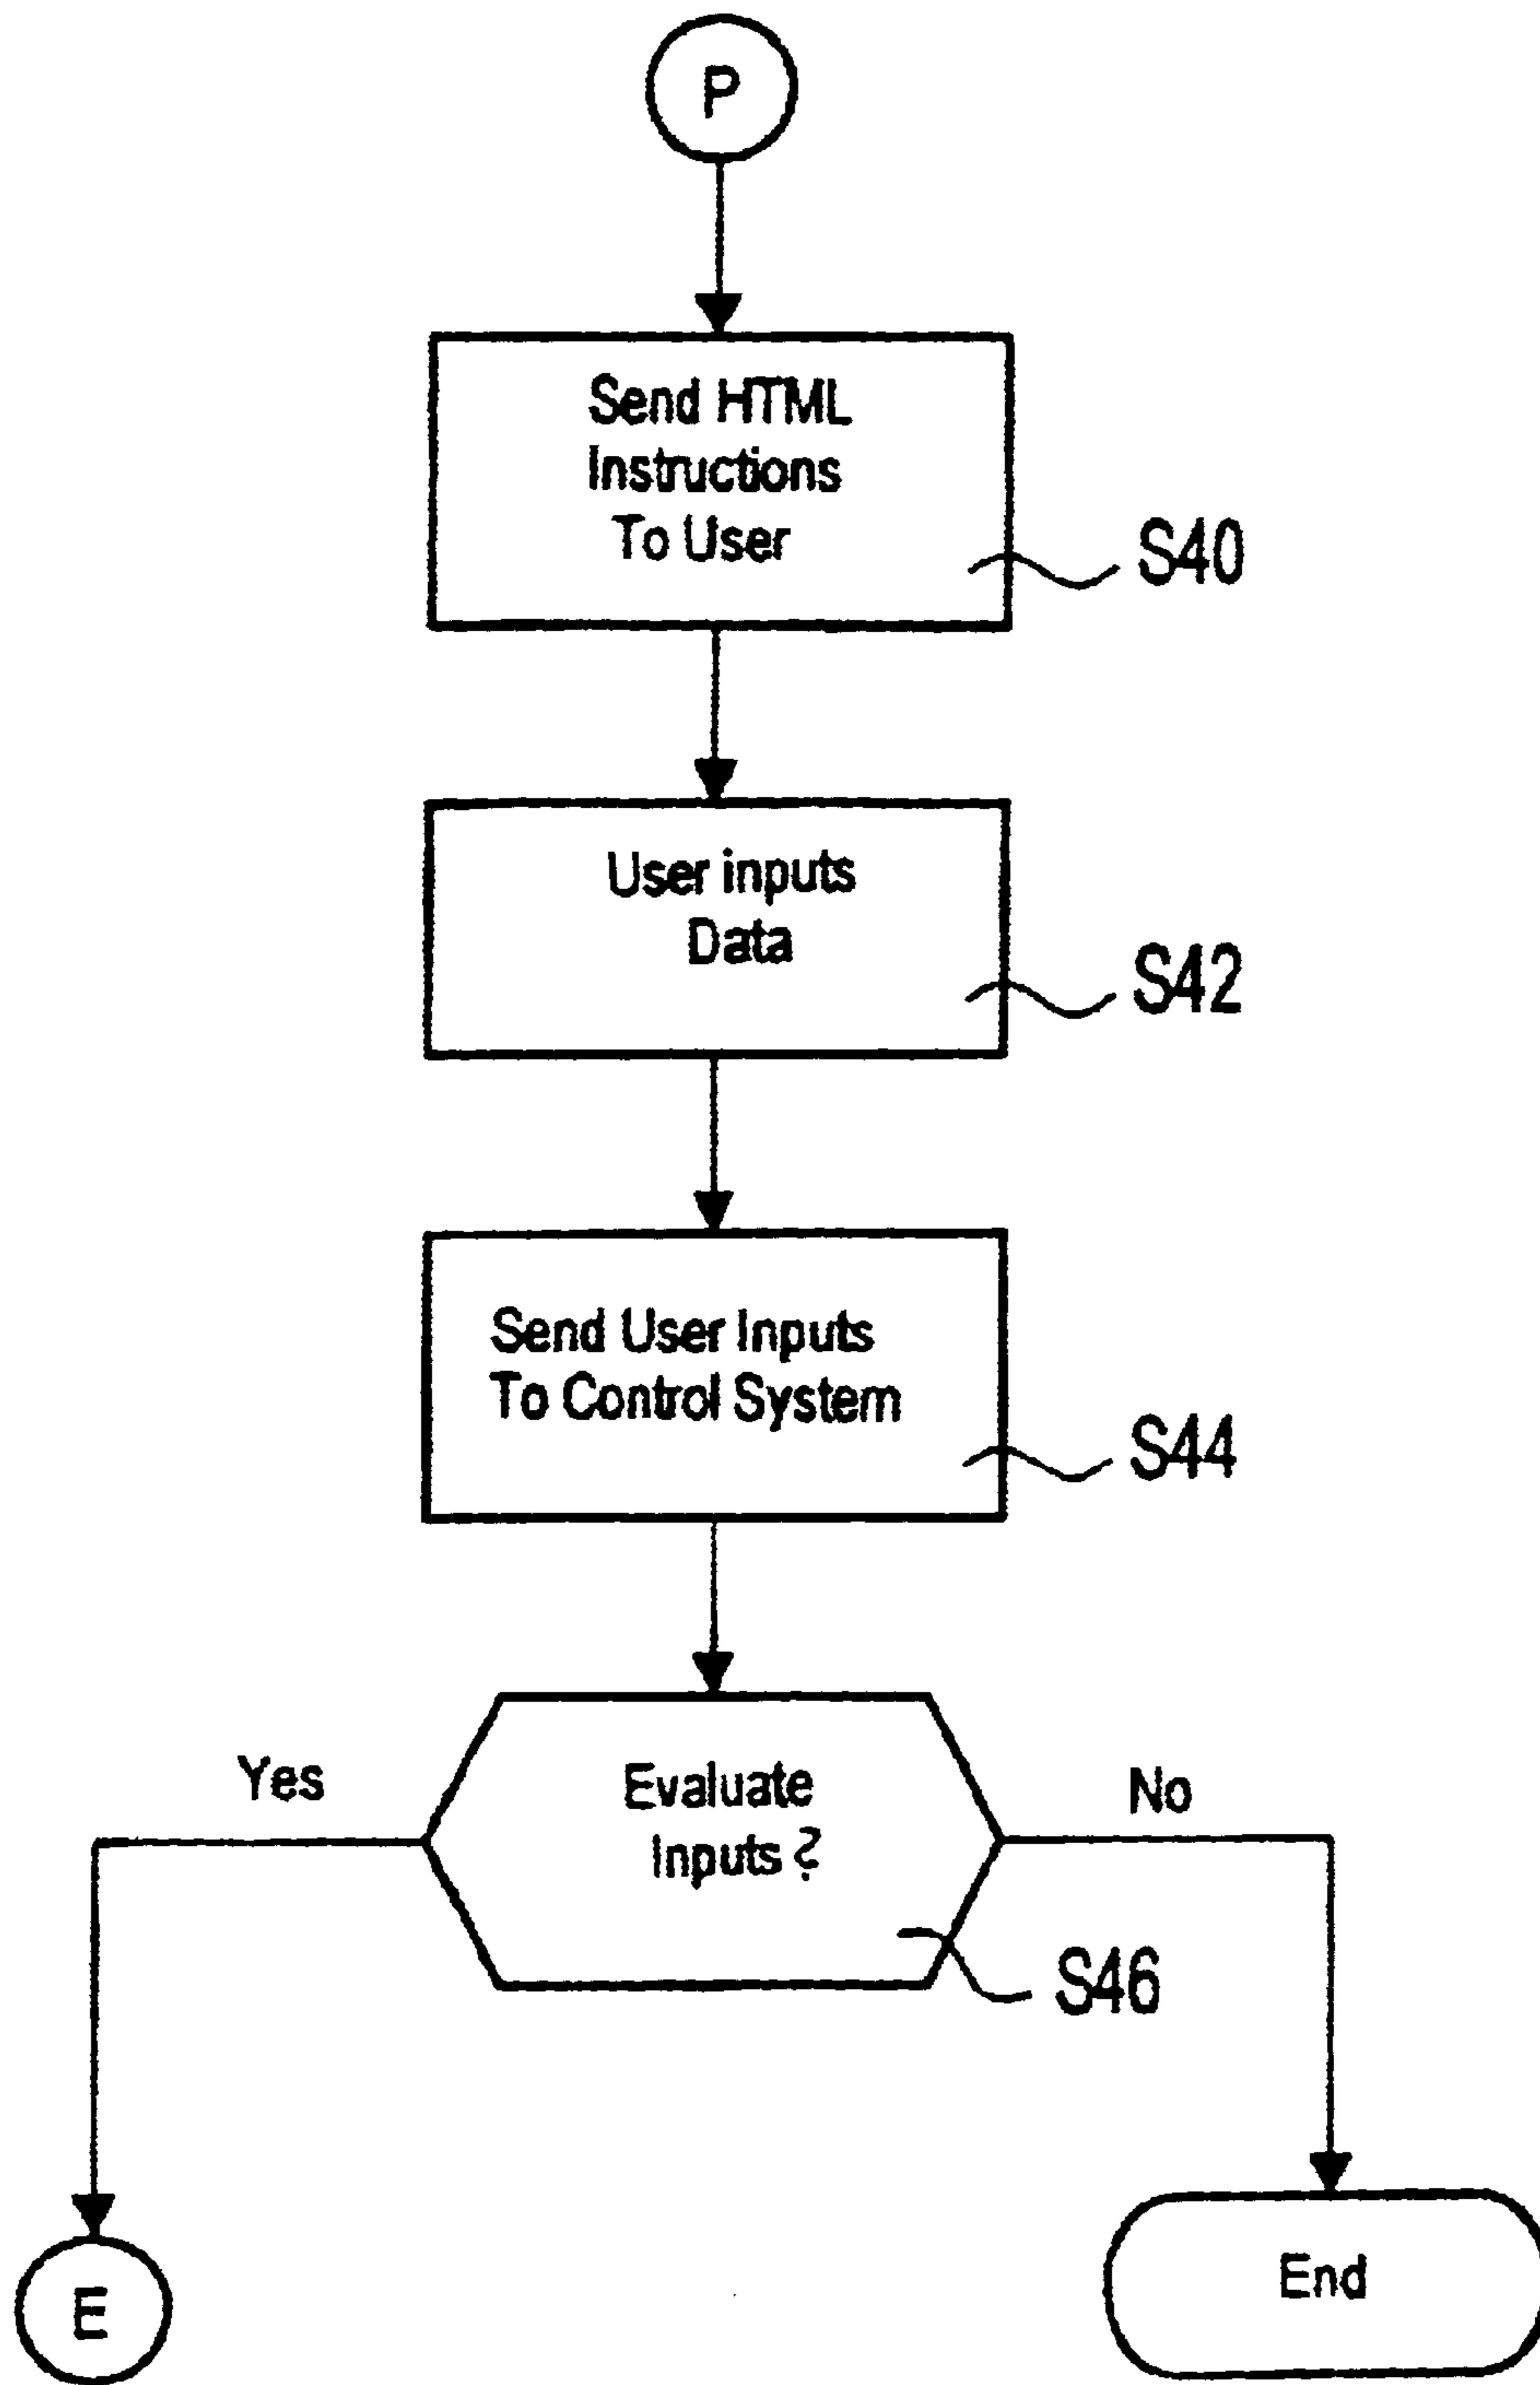 P
Send HTML
Instructions
To User
S40
User inputs
Data
S42
Send User Inputs
To Control System
S44
Yes
Evaluate
Inputs ?
No
S46
E
End